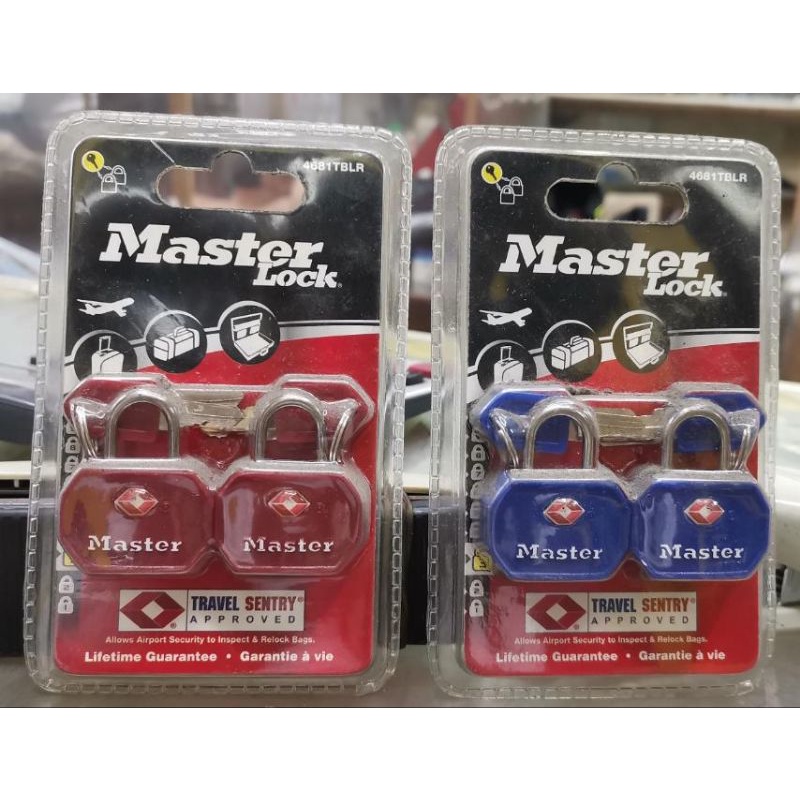 4681TBLR
Master
Lock
Master
Master
TRAVEL SENTRY®
APPROVED
Allows Airport Security to Inspect & Relock Bags.
Lifetime Guarantee • Garantie à vie
4681TBLR
Master
Lock
Master
Master
TRAVEL SENTRY®
APPROVED
Allows Airport Security to Inspect & Relock Bags.
Lifetime Guarantee • Garantie à vie